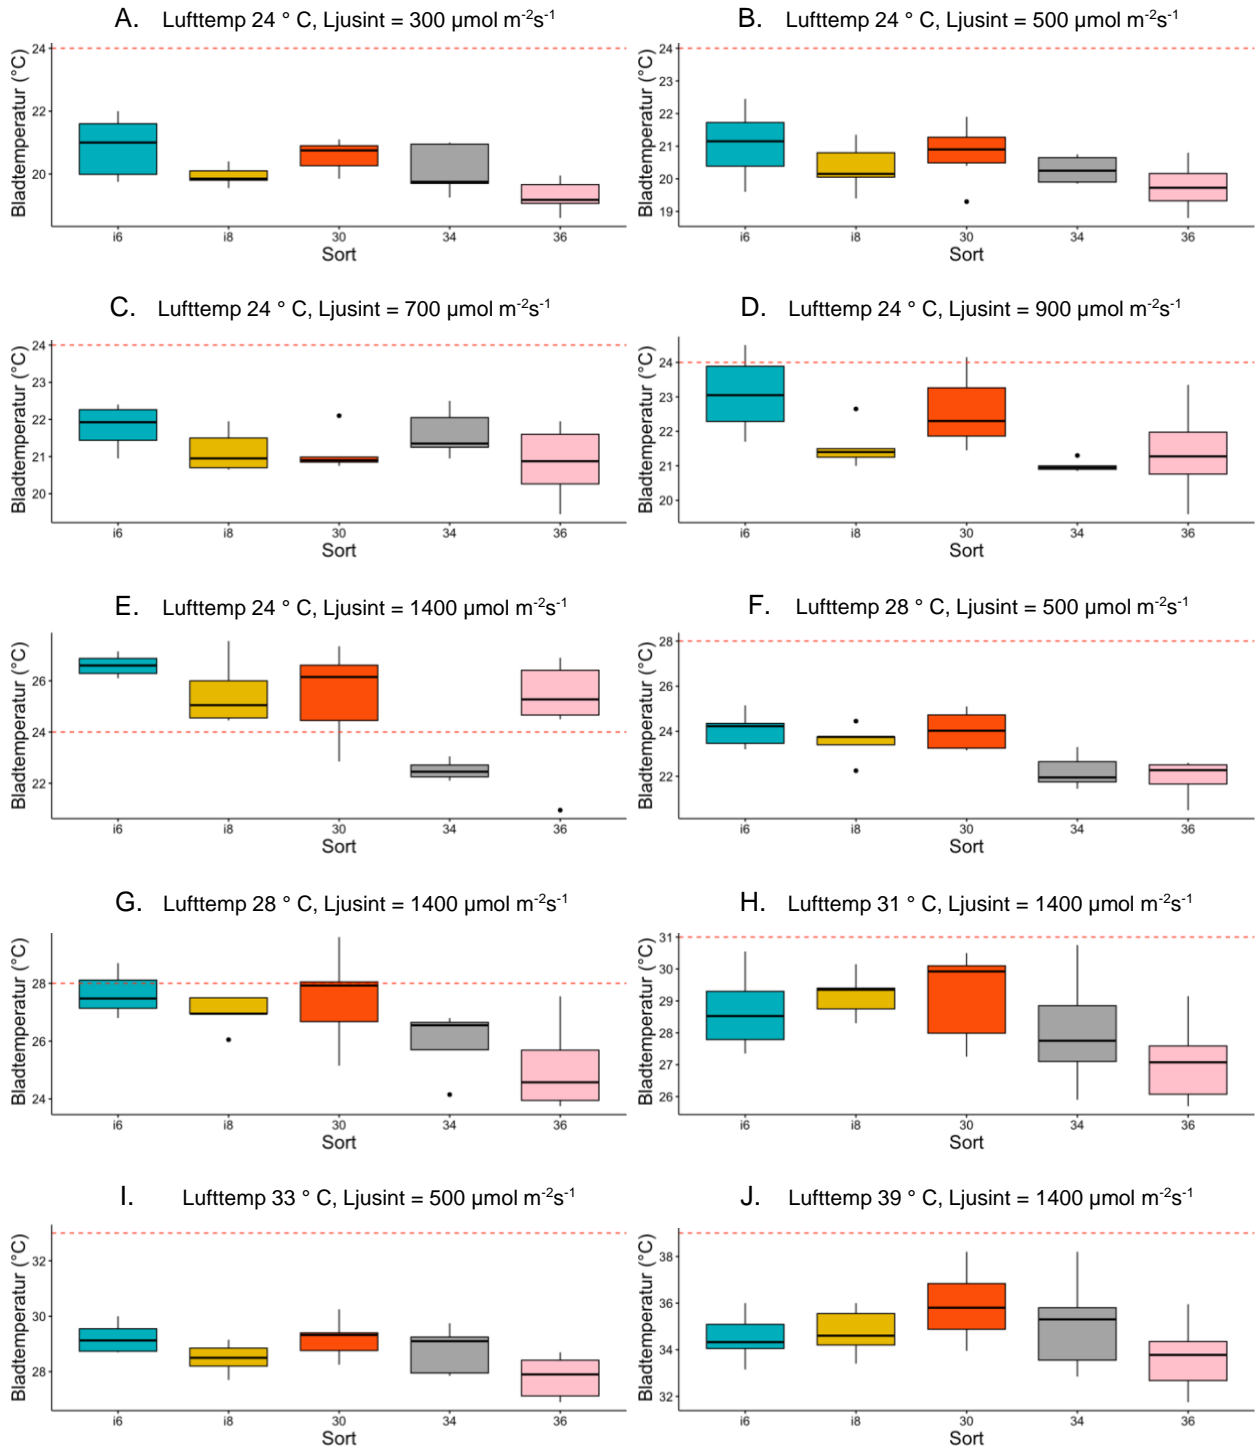 A. Lufttemp 24 ° C, Ljusint = 300 µmol m-2s-1
Bladtemperatur (°C)
24
22
20
i6 i8 30 34 36
Sort
B. Lufttemp 24 ° C, Ljusint = 500 µmol m-2s-1
Bladtemperatur (°C)
24
23
22
21
20
19
i6 i8 30 34 36
Sort
C. Lufttemp 24 ° C, Ljusint = 700 µmol m-2s-1
Bladtemperatur (°C)
24
23
22
21
20
i6 i8 30 34 36
Sort
D. Lufttemp 24 ° C, Ljusint = 900 µmol m-2s-1
Bladtemperatur (°C)
24
23
22
21
20
i6 i8 30 34 36
Sort
E. Lufttemp 24 ° C, Ljusint = 1400 µmol m-2s-1
Bladtemperatur (°C)
26
24
22
i6 i8 30 34 36
Sort
F. Lufttemp 28 ° C, Ljusint = 500 µmol m-2s-1
Bladtemperatur (°C)
28
26
24
22
i6 i8 30 34 36
Sort
G. Lufttemp 28 ° C, Ljusint = 1400 µmol m-2s-1
Bladtemperatur (°C)
28
26
24
i6 i8 30 34 36
Sort
H. Lufttemp 31 ° C, Ljusint = 1400 µmol m-2s-1
Bladtemperatur (°C)
31
30
29
28
27
26
i6 i8 30 34 36
Sort
I. Lufttemp 33 ° C, Ljusint = 500 µmol m-2s-1
Bladtemperatur (°C)
32
30
28
i6 i8 30 34 36
Sort
J. Lufttemp 39 ° C, Ljusint = 1400 µmol m-2s-1
Bladtemperatur (°C)
38
36
34
32
i6 i8 30 34 36
Sort